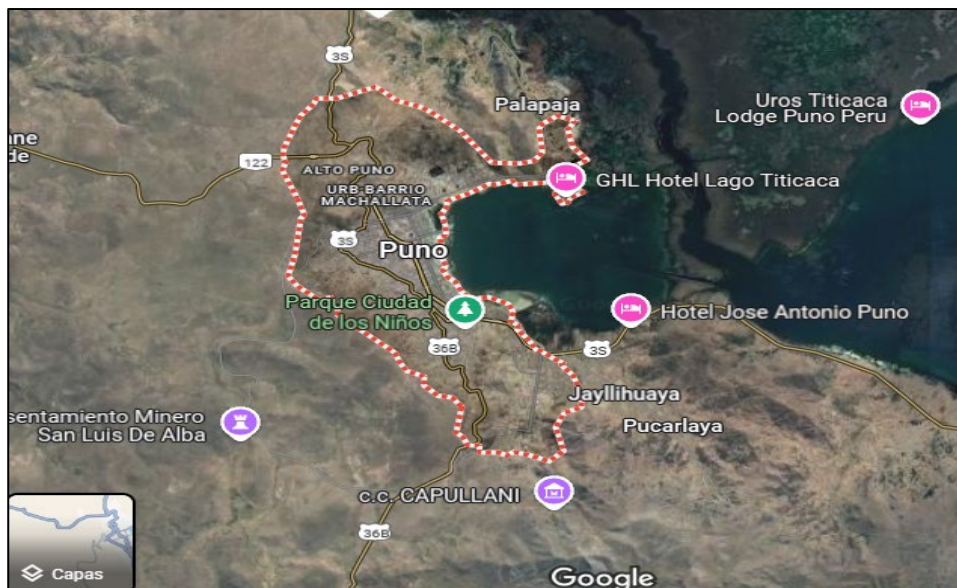 3S
Palapaja
Uros Titicaca
Lodge Puno Peru
ane
de
122
ALTO PUNO
GHL Hotel Lago Titicaca
URB BARRIO
MACHALLATA
3S
Puno
Parque Ciudad
de los Niños
Hotel Jose Antonio Puno
36B
3S
Jayllihuaya
sentamiento Minero
San Luis De Alba
Pucarlaya
c.c. CAPULLANI
36B
Capas
Google